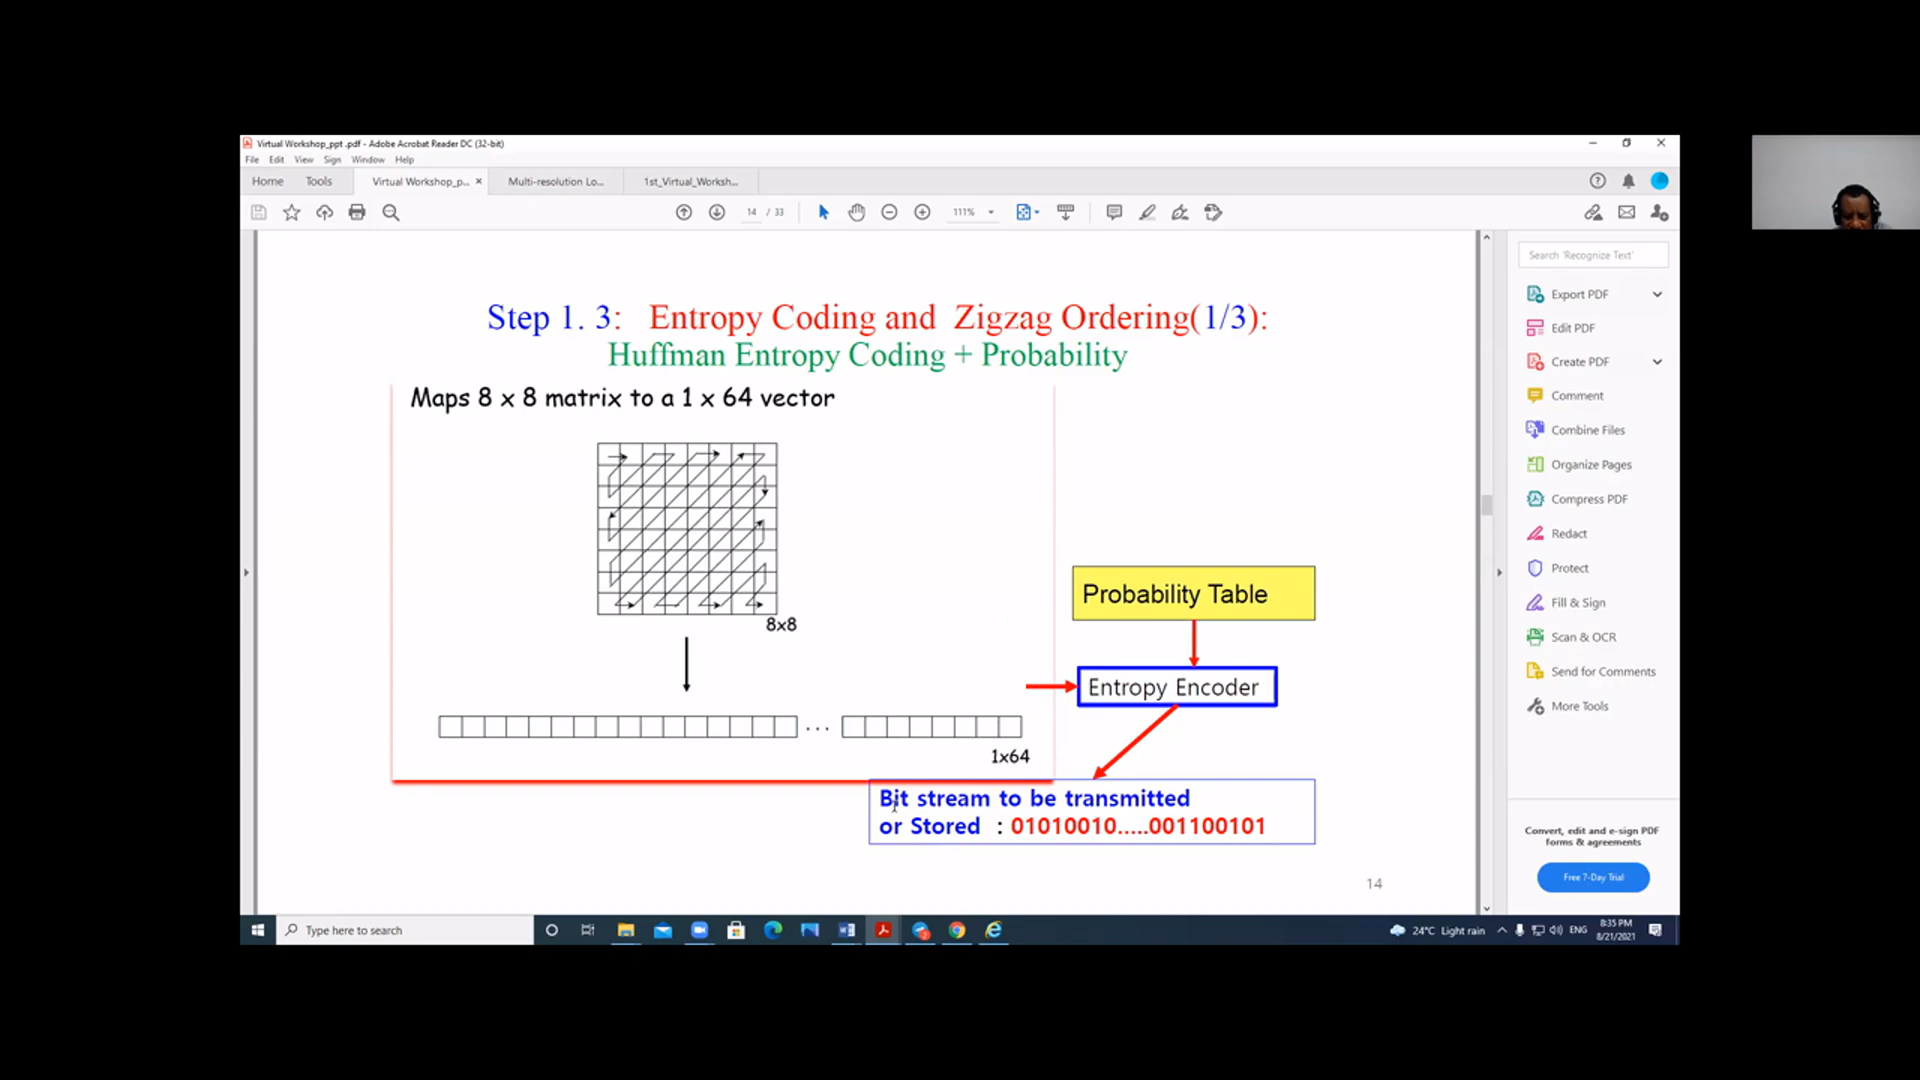 Virtual Workshop_ppt .pdf - Adobe Acrobat Reader DC (32-bit)
File Edit View Sign Window Help
Home Tools Virtual Workshop_p... × Multi-resolution Lo... 1st_Virtual_Worksh...
14 / 33 111%
Search 'Recognize Text'
Export PDF
Edit PDF
Create PDF
Comment
Combine Files
Organize Pages
Compress PDF
Redact
Protect
Fill & Sign
Scan & OCR
Send for Comments
More Tools
Convert, edit and e-sign PDF
forms & agreements
Free 7-Day Trial
Step 1. 3: Entropy Coding and Zigzag Ordering(1/3):
Huffman Entropy Coding + Probability
Maps 8 x 8 matrix to a 1 x 64 vector
8x8
Probability Table
Entropy Encoder
...
1x64
Bit stream to be transmitted
or Stored : 01010010.....001100101
14
Type here to search
24°C Light rain ENG
8:35 PM
8/21/2021